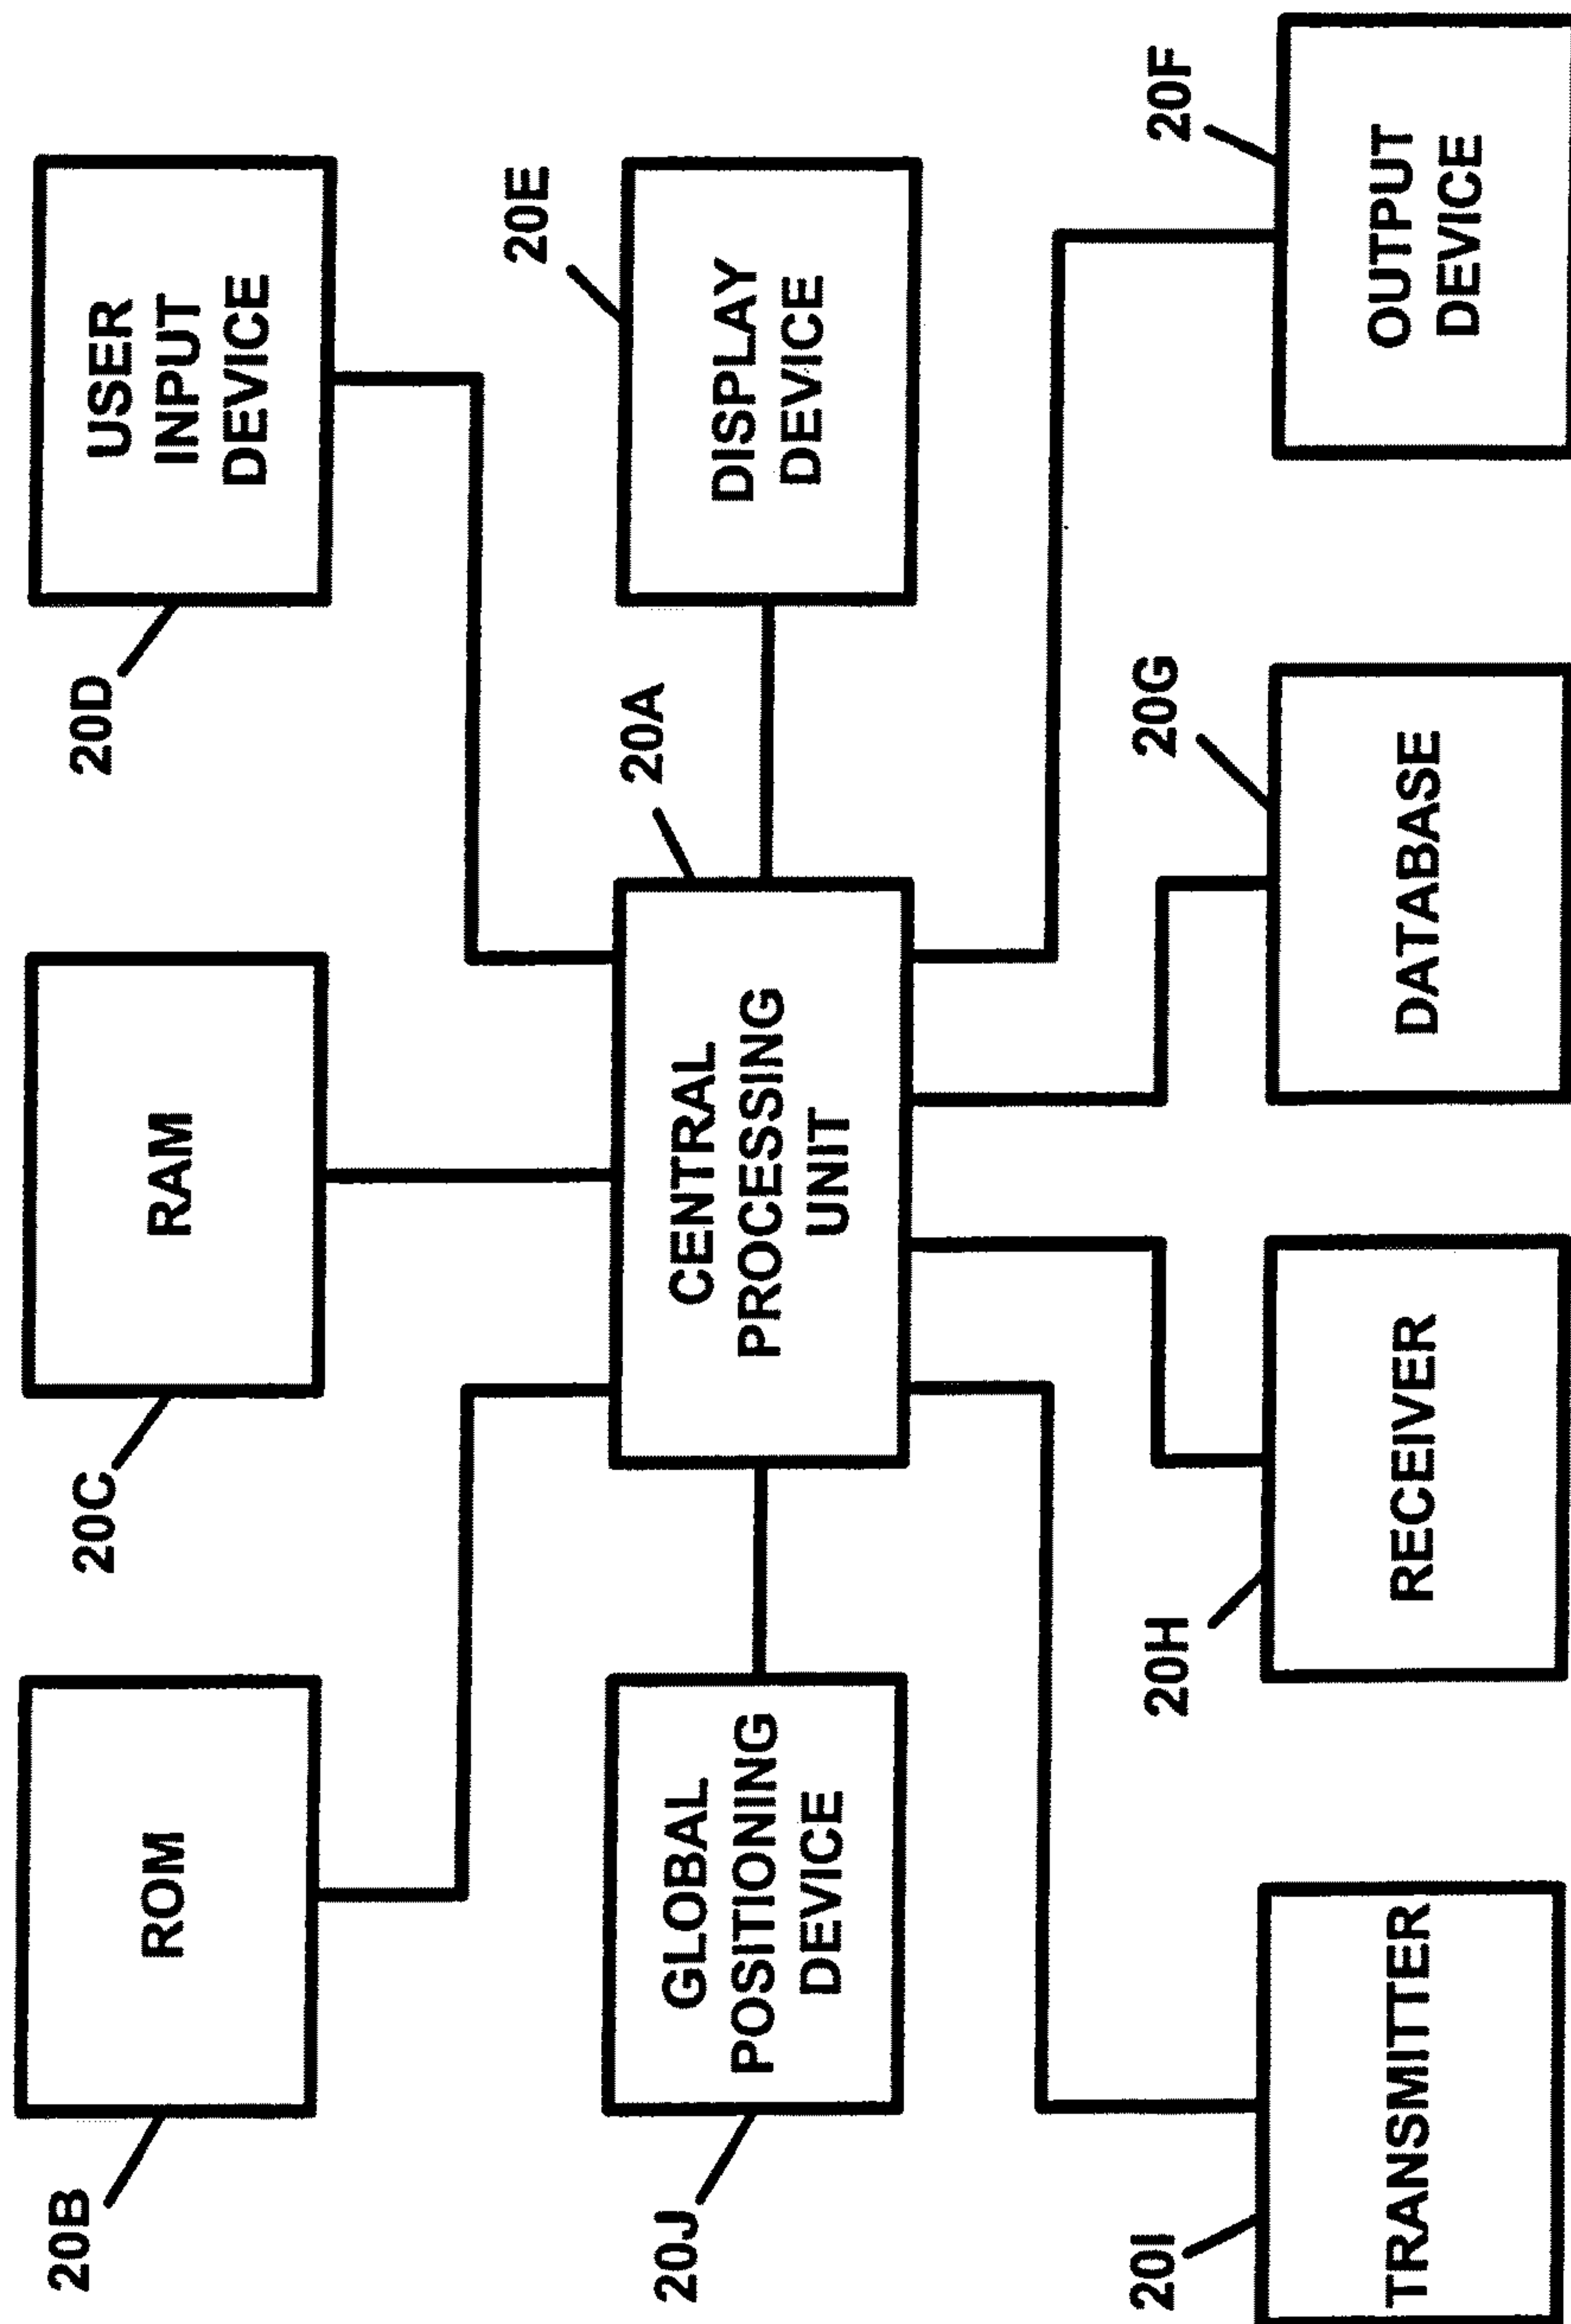 20B
ROM
20C
RAM
20D
USER
INPUT
DEVICE
20J
GLOBAL
POSITIONING
DEVICE
CENTRAL
PROCESSING
UNIT
20A
20E
DISPLAY
DEVICE
20I
TRANSMITTER
20H
RECEIVER
20G
DATABASE
20F
OUTPUT
DEVICE